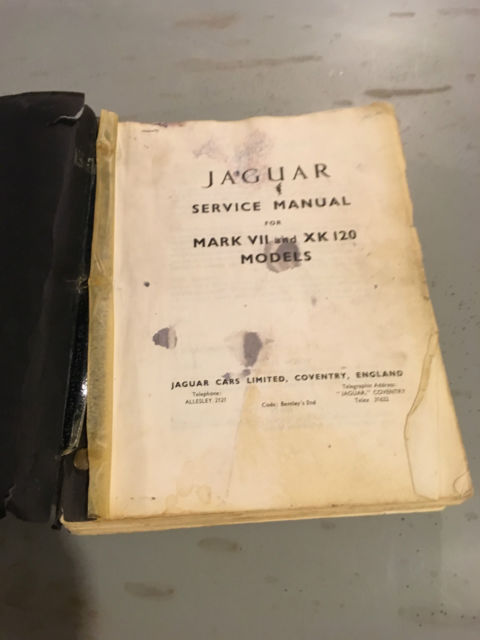 JAGUAR
SERVICE MANUAL
FOR
MARK VII and XK 120
MODELS
JAGUAR CARS LIMITED, COVENTRY, ENGLAND
Telephone:
ALLESLEY 2121
Code: Bentley's 2nd
Telegraphic Address:
"JAGUAR," COVENTRY
Telex 31622